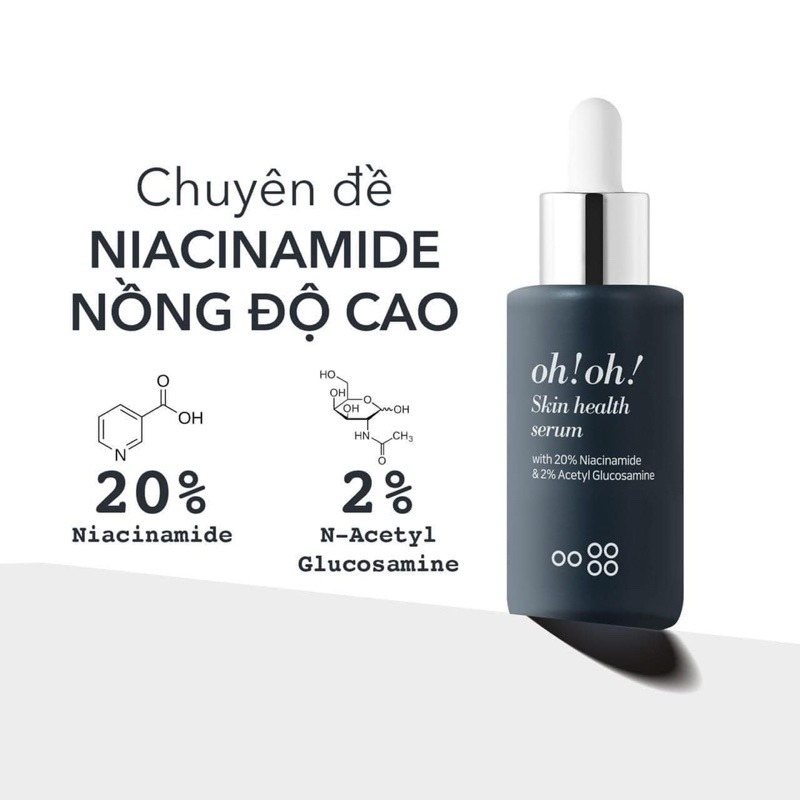 Chuyên đề
NIACINAMIDE
NỒNG ĐỘ CAO
O
OH
N
20%
Niacinamide
HO
OH
OH
O
OH
HN
CH3
O
2%
N-Acetyl
Glucosamine
oh! oh!
Skin health
serum
with 20% Niacinamide
& 2% Acetyl Glucosamine